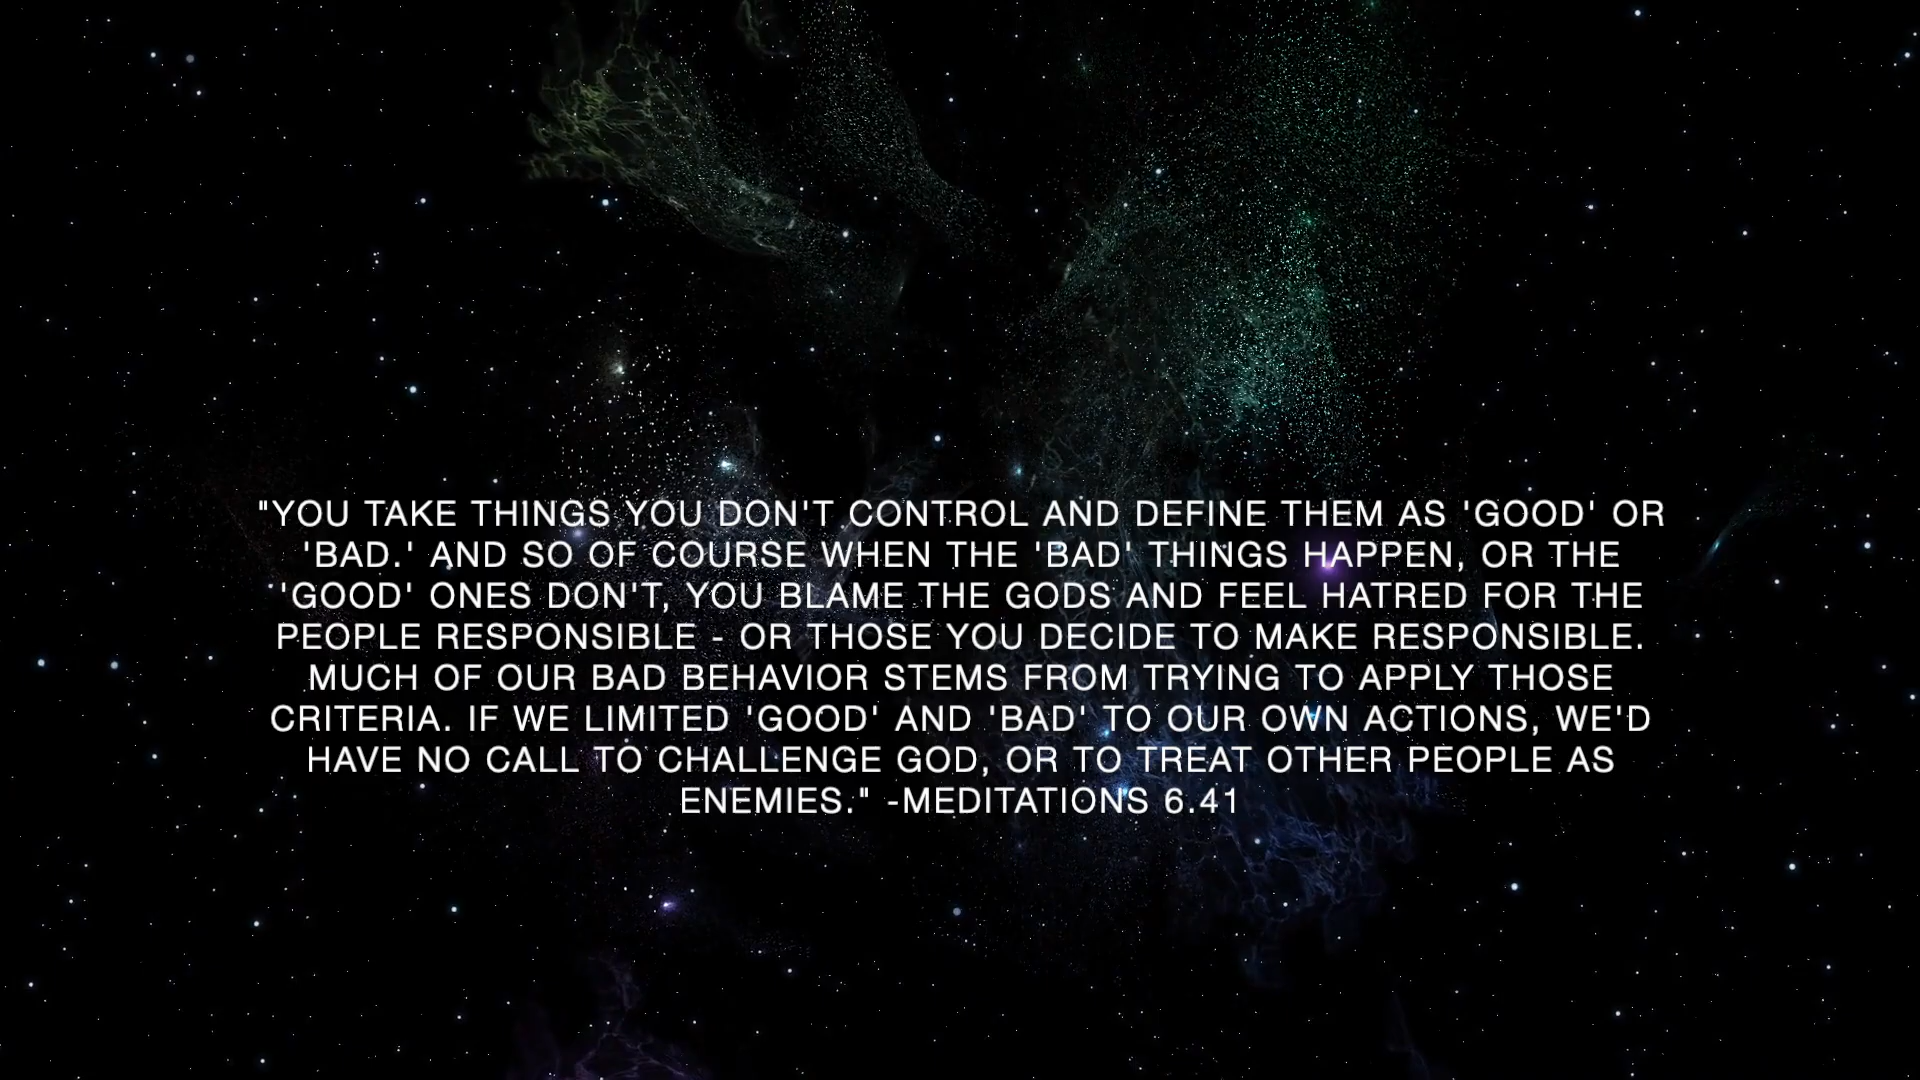 "YOU TAKE THINGS YOU DON'T CONTROL AND DEFINE THEM AS 'GOOD' OR
'BAD.' AND SO OF COURSE WHEN THE 'BAD' THINGS HAPPEN, OR THE
'GOOD' ONES DON'T, YOU BLAME THE GODS AND FEEL HATRED FOR THE
PEOPLE RESPONSIBLE - OR THOSE YOU DECIDE TO MAKE RESPONSIBLE.
MUCH OF OUR BAD BEHAVIOR STEMS FROM TRYING TO APPLY THOSE
CRITERIA. IF WE LIMITED 'GOOD' AND 'BAD' TO OUR OWN ACTIONS, WE'D
HAVE NO CALL TO CHALLENGE GOD, OR TO TREAT OTHER PEOPLE AS
ENEMIES." -MEDITATIONS 6.41